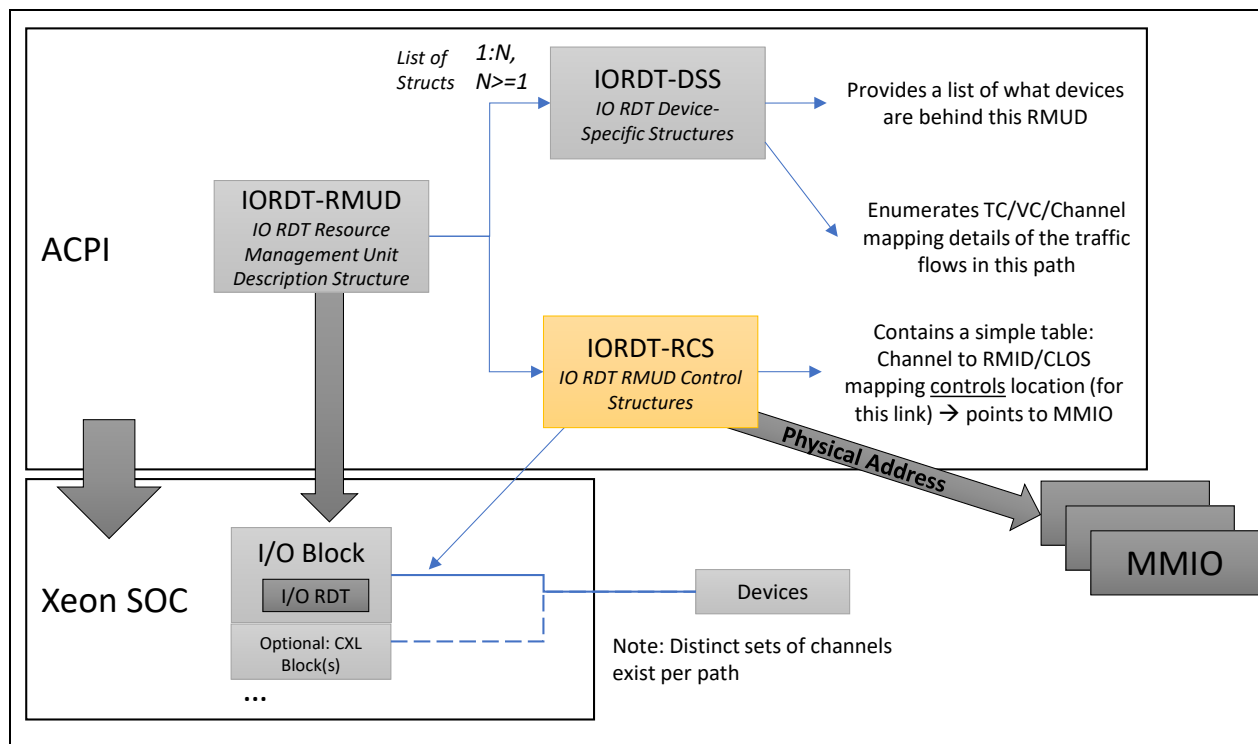 List of
Structs
1:N,
N>=1
IORDT-DSS
IO RDT Device-
Specific Structures
Provides a list of what devices
are behind this RMUD
IORDT-RMUD
IO RDT Resource
Management Unit
Description Structure
ACPI
Enumerates TC/VC/Channel
mapping details of the traffic
flows in this path
IORDT-RCS
IO RDT RMUD Control
Structures
Contains a simple table:
Channel to RMID/CLOS
mapping controls location (for
this link) → points to MMIO
Physical Address
MMIO
Xeon SOC
I/O Block
I/O RDT
Optional: CXL
Block(s)
...
Devices
Note: Distinct sets of channels
exist per path